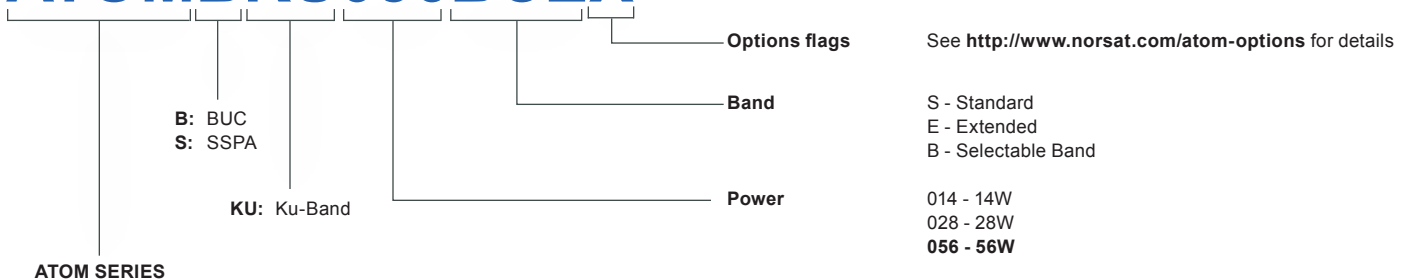 Options flags See http://www.norsat.com/atom-options for details
Band S - Standard
E - Extended
B - Selectable Band
B: BUC
S: SSPA
Power 014 - 14W
028 - 28W
056 - 56W
KU: Ku-Band
ATOM SERIES